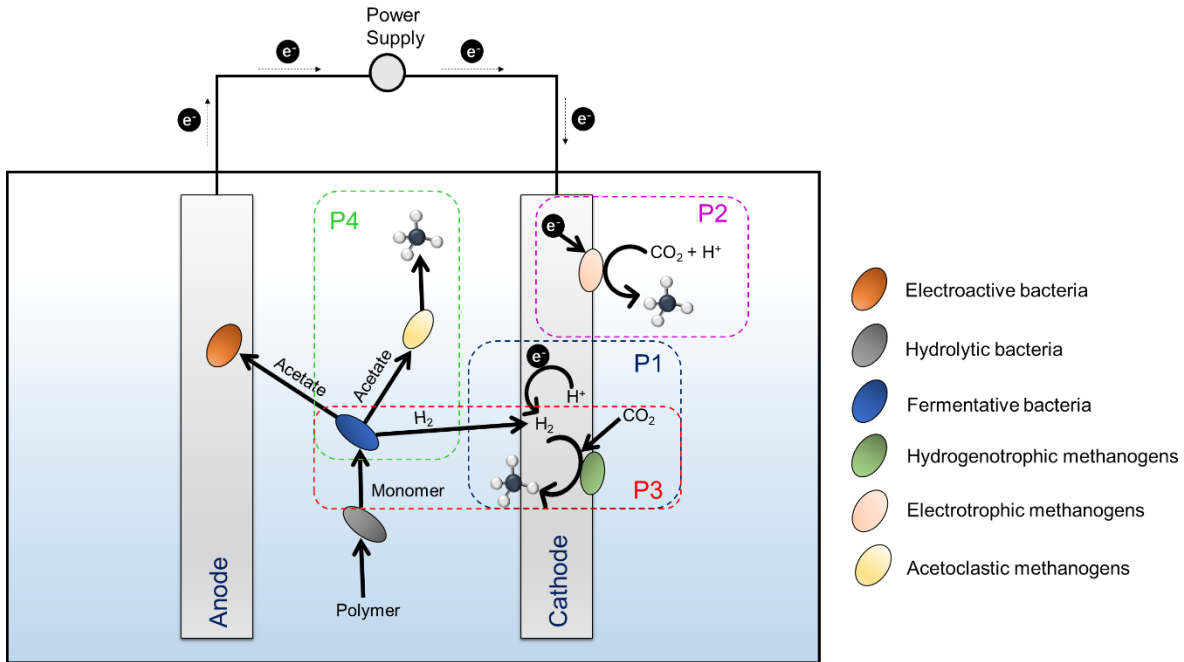 Power
Supply
e-
e-
e-
e-
P4
P2
e-
CO2 + H+
Acetate
Acetate
e-
P1
H+
H2
H2
CO2
P3
Monomer
Polymer
Anode
Cathode
Electroactive bacteria
Hydrolytic bacteria
Fermentative bacteria
Hydrogenotrophic methanogens
Electrotrophic methanogens
Acetoclastic methanogens